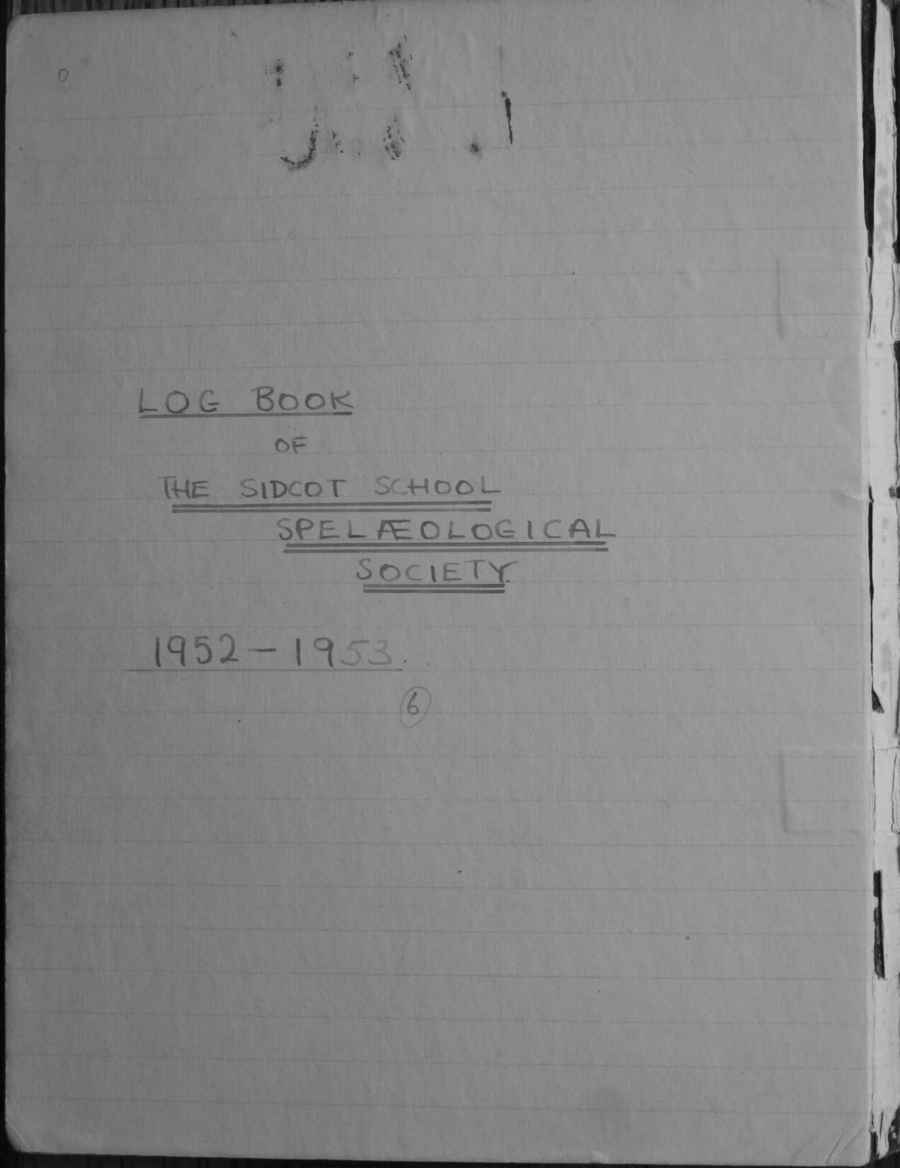 LOG BOOK
OF
THE SIDCOT SCHOOL
SPELÆOLOGICAL
SOCIETY.
1952 – 1953.
6